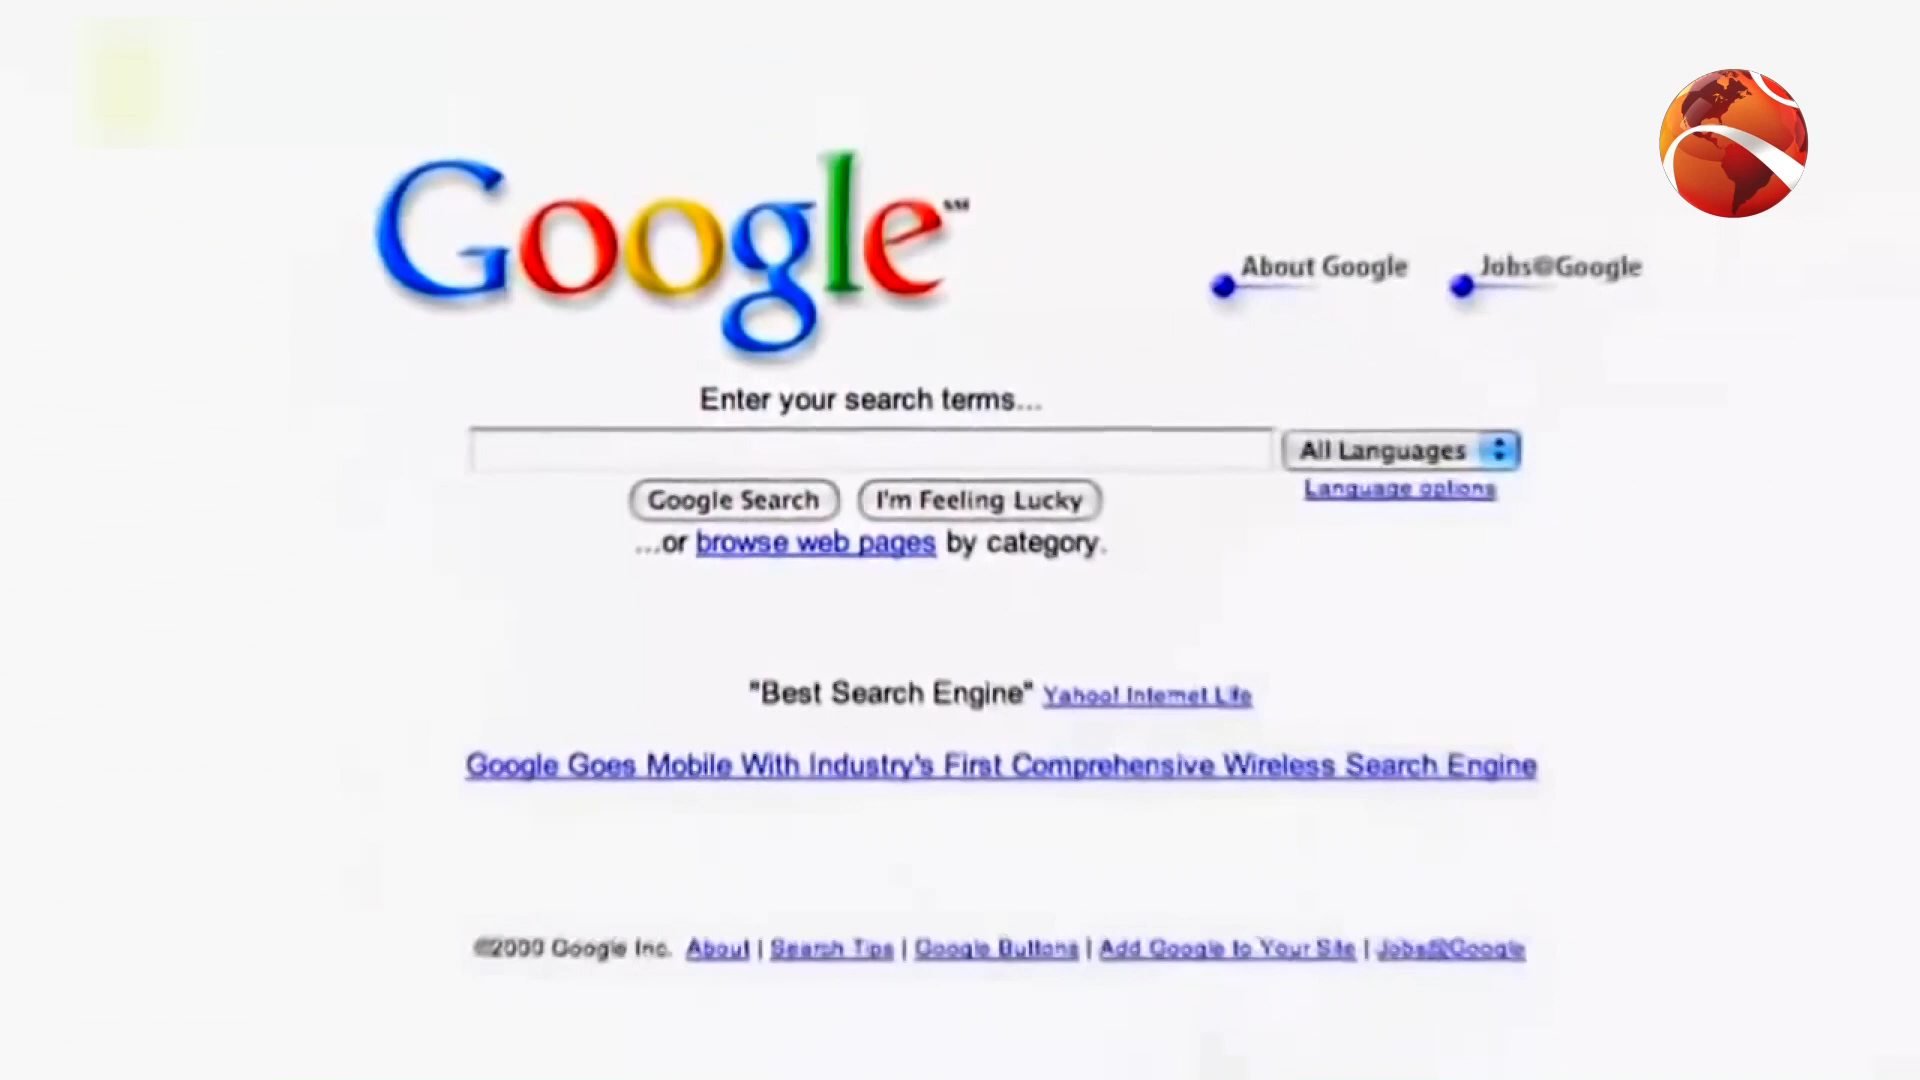 Google℠
About Google
Jobs@Google
Enter your search terms...
All Languages
Language options
Google Search
I'm Feeling Lucky
...or browse web pages by category.
"Best Search Engine" Yahoo! Internet Life
Google Goes Mobile With Industry's First Comprehensive Wireless Search Engine
©2000 Google Inc. About | Search Tips | Google Buttons | Add Google to Your Site | Jobs@Google